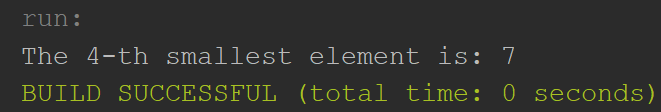 run:
The 4-th smallest element is: 7
BUILD SUCCESSFUL (total time: 0 seconds)